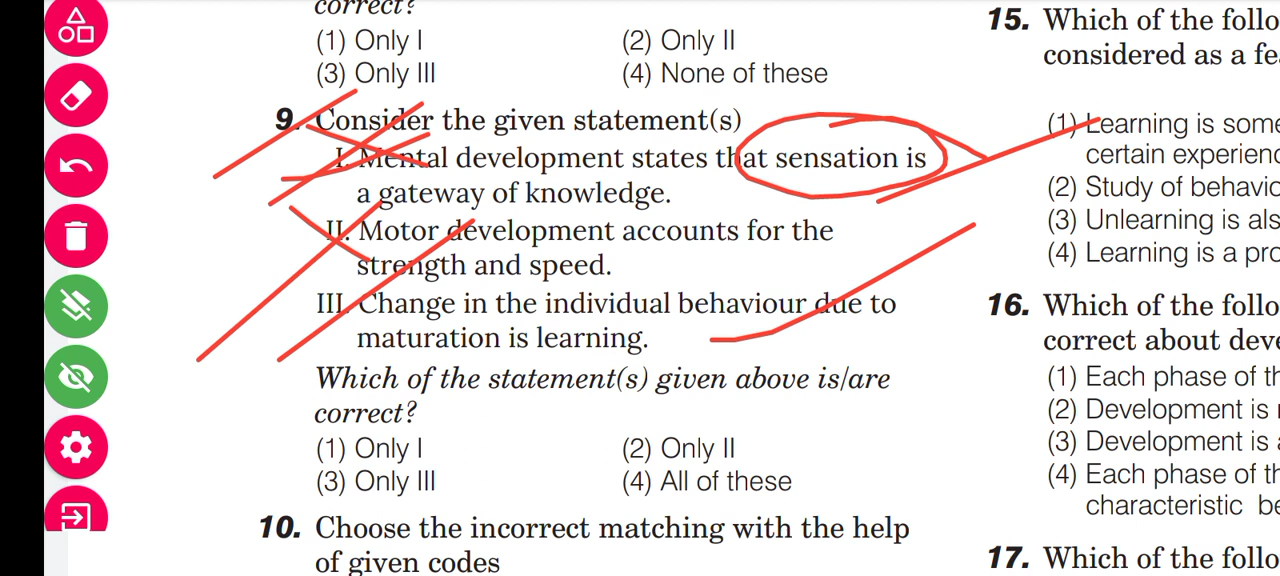 correct?
(1) Only I (2) Only II
(3) Only III (4) None of these
9. Consider the given statement(s)
I. Mental development states that sensation is
a gateway of knowledge.
II. Motor development accounts for the
strength and speed.
III. Change in the individual behaviour due to
maturation is learning.
Which of the statement(s) given above is/are
correct?
(1) Only I (2) Only II
(3) Only III (4) All of these
10. Choose the incorrect matching with the help
of given codes
15. Which of the follo
considered as a fea
(1) Learning is some
certain experienc
(2) Study of behavio
(3) Unlearning is als
(4) Learning is a pro
16. Which of the follo
correct about deve
(1) Each phase of th
(2) Development is
(3) Development is a
(4) Each phase of th
characteristic be
17. Which of the follo